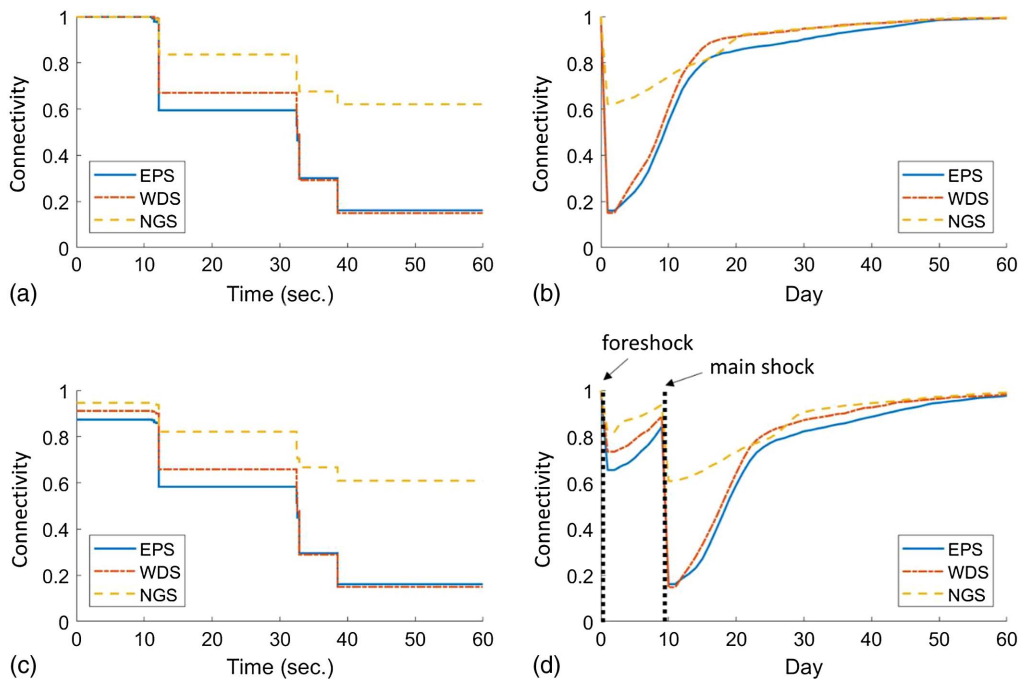 1
0.8
0.6
0.4
0.2
0
Connectivity
EPS
WDS
NGS
0 10 20 30 40 50 60
(a) Time (sec.)
1
0.8
0.6
0.4
0.2
0
Connectivity
EPS
WDS
NGS
0 10 20 30 40 50 60
(b) Day
1
0.8
0.6
0.4
0.2
0
Connectivity
EPS
WDS
NGS
0 10 20 30 40 50 60
(c) Time (sec.)
foreshock
main shock
1
0.8
0.6
0.4
0.2
0
Connectivity
EPS
WDS
NGS
0 10 20 30 40 50 60
(d) Day